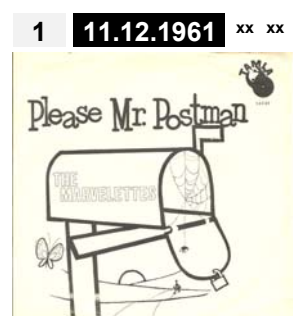 1 11.12.1961 xx xx
TAMLA
Please Mr. Postman
THE
MARVELETTES